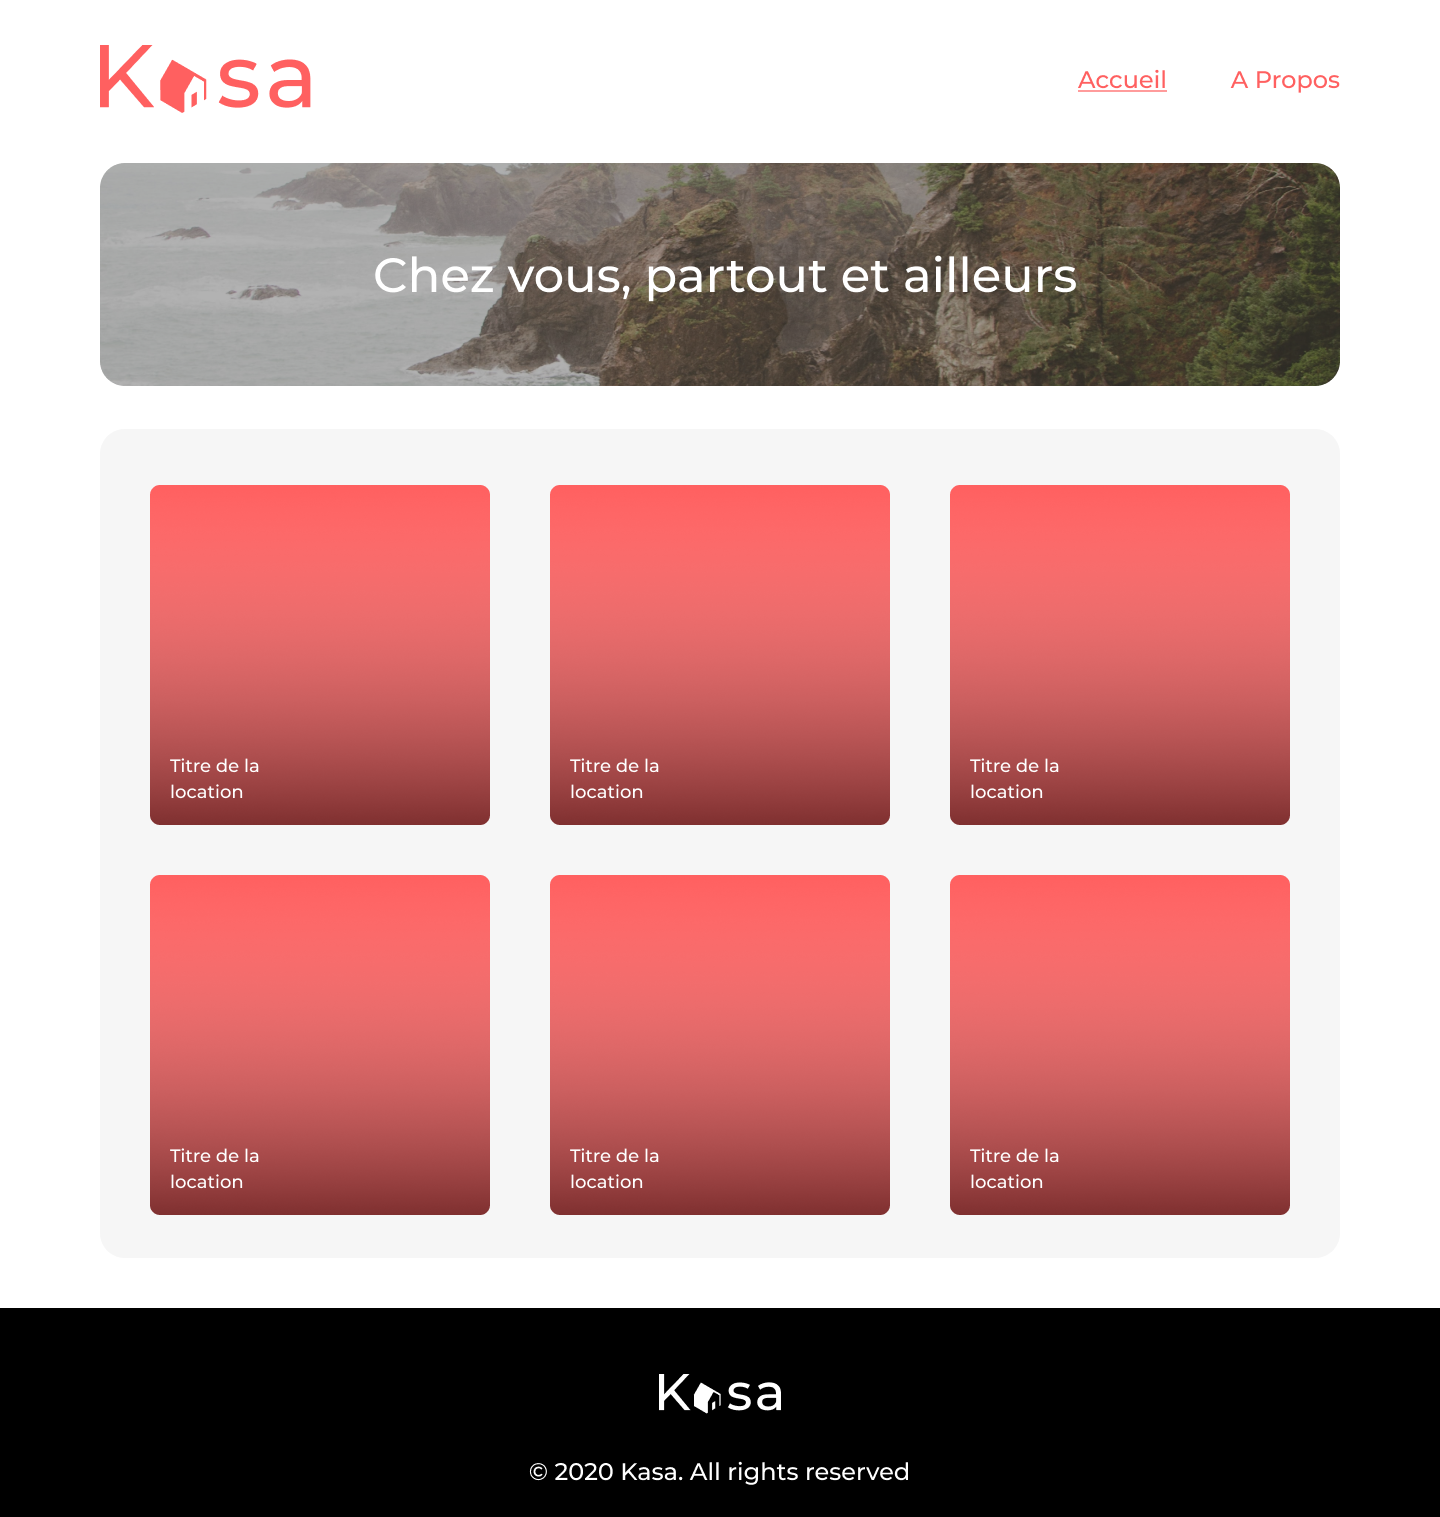 Kasa
Accueil
A Propos
Chez vous, partout et ailleurs
Titre de la
location
Titre de la
location
Titre de la
location
Titre de la
location
Titre de la
location
Titre de la
location
Kasa
© 2020 Kasa. All rights reserved